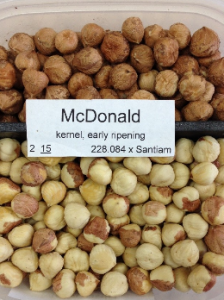 McDonald
kernel, early ripening
2 15 228.084 x Santiam